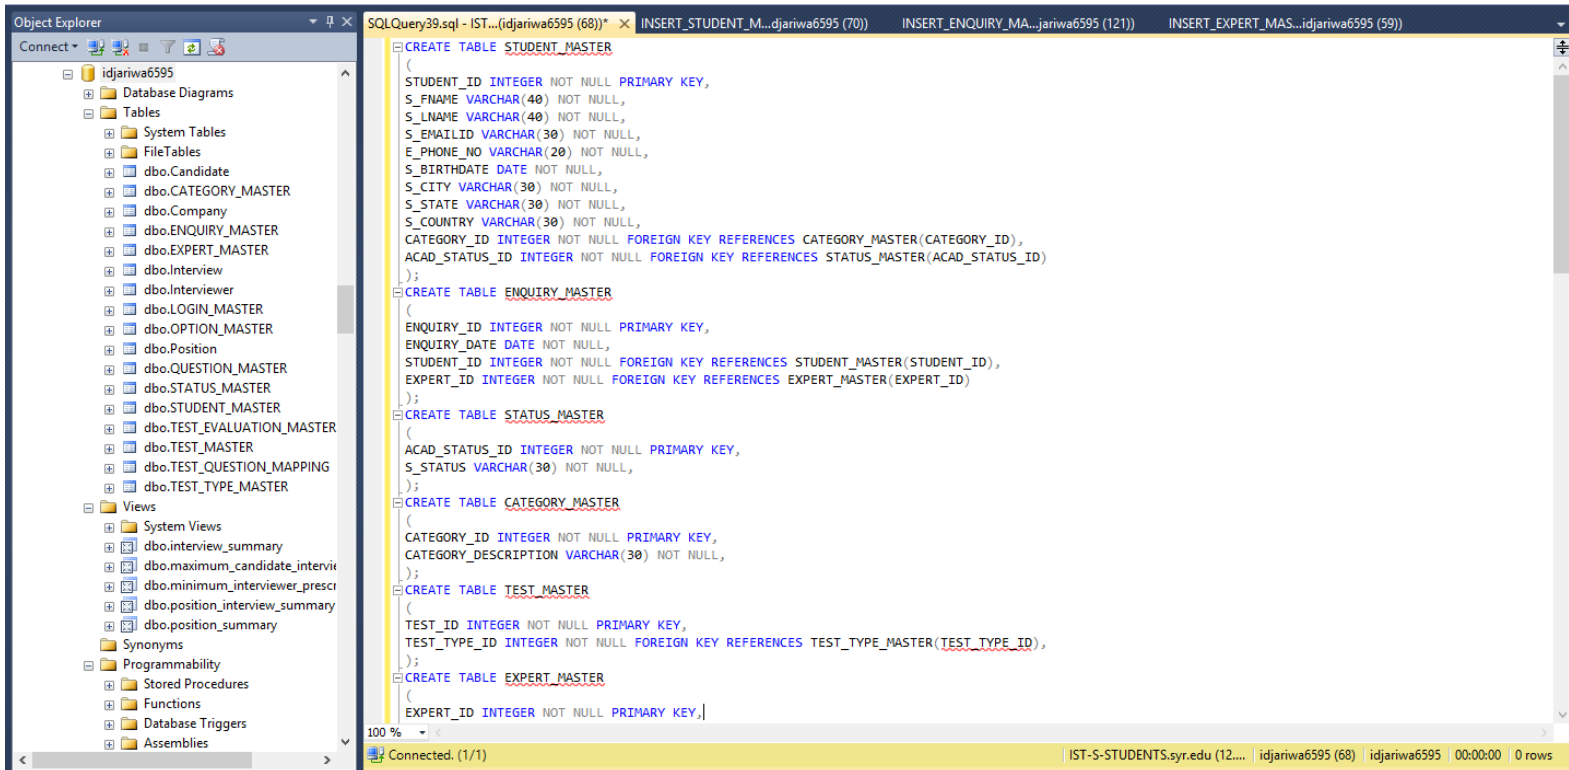 Object Explorer
Connect
idjariwa6595
Database Diagrams
Tables
System Tables
FileTables
dbo.Candidate
dbo.CATEGORY_MASTER
dbo.Company
dbo.ENQUIRY_MASTER
dbo.EXPERT_MASTER
dbo.Interview
dbo.Interviewer
dbo.LOGIN_MASTER
dbo.OPTION_MASTER
dbo.Position
dbo.QUESTION_MASTER
dbo.STATUS_MASTER
dbo.STUDENT_MASTER
dbo.TEST_EVALUATION_MASTER
dbo.TEST_MASTER
dbo.TEST_QUESTION_MAPPING
dbo.TEST_TYPE_MASTER
Views
System Views
dbo.interview_summary
dbo.maximum_candidate_intervie
dbo.minimum_interviewer_prescr
dbo.position_interview_summary
dbo.position_summary
Synonyms
Programmability
Stored Procedures
Functions
Database Triggers
Assemblies
SQLQuery39.sql - IST...(idjariwa6595 (68))* INSERT_STUDENT_M...djariwa6595 (70)) INSERT_ENQUIRY_MA...jariwa6595 (121)) INSERT_EXPERT_MAS...idjariwa6595 (59))
CREATE TABLE STUDENT_MASTER
(
STUDENT_ID INTEGER NOT NULL PRIMARY KEY,
S_FNAME VARCHAR(40) NOT NULL,
S_LNAME VARCHAR(40) NOT NULL,
S_EMAILID VARCHAR(30) NOT NULL,
E_PHONE_NO VARCHAR(20) NOT NULL,
S_BIRTHDATE DATE NOT NULL,
S_CITY VARCHAR(30) NOT NULL,
S_STATE VARCHAR(30) NOT NULL,
S_COUNTRY VARCHAR(30) NOT NULL,
CATEGORY_ID INTEGER NOT NULL FOREIGN KEY REFERENCES CATEGORY_MASTER(CATEGORY_ID),
ACAD_STATUS_ID INTEGER NOT NULL FOREIGN KEY REFERENCES STATUS_MASTER(ACAD_STATUS_ID)
);
CREATE TABLE ENQUIRY_MASTER
(
ENQUIRY_ID INTEGER NOT NULL PRIMARY KEY,
ENQUIRY_DATE DATE NOT NULL,
STUDENT_ID INTEGER NOT NULL FOREIGN KEY REFERENCES STUDENT_MASTER(STUDENT_ID),
EXPERT_ID INTEGER NOT NULL FOREIGN KEY REFERENCES EXPERT_MASTER(EXPERT_ID)
);
CREATE TABLE STATUS_MASTER
(
ACAD_STATUS_ID INTEGER NOT NULL PRIMARY KEY,
S_STATUS VARCHAR(30) NOT NULL,
);
CREATE TABLE CATEGORY_MASTER
(
CATEGORY_ID INTEGER NOT NULL PRIMARY KEY,
CATEGORY_DESCRIPTION VARCHAR(30) NOT NULL,
);
CREATE TABLE TEST_MASTER
(
TEST_ID INTEGER NOT NULL PRIMARY KEY,
TEST_TYPE_ID INTEGER NOT NULL FOREIGN KEY REFERENCES TEST_TYPE_MASTER(TEST_TYPE_ID),
);
CREATE TABLE EXPERT_MASTER
(
EXPERT_ID INTEGER NOT NULL PRIMARY KEY,
100 %
Connected. (1/1) IST-S-STUDENTS.syr.edu (12.... idjariwa6595 (68) idjariwa6595 00:00:00 0 rows